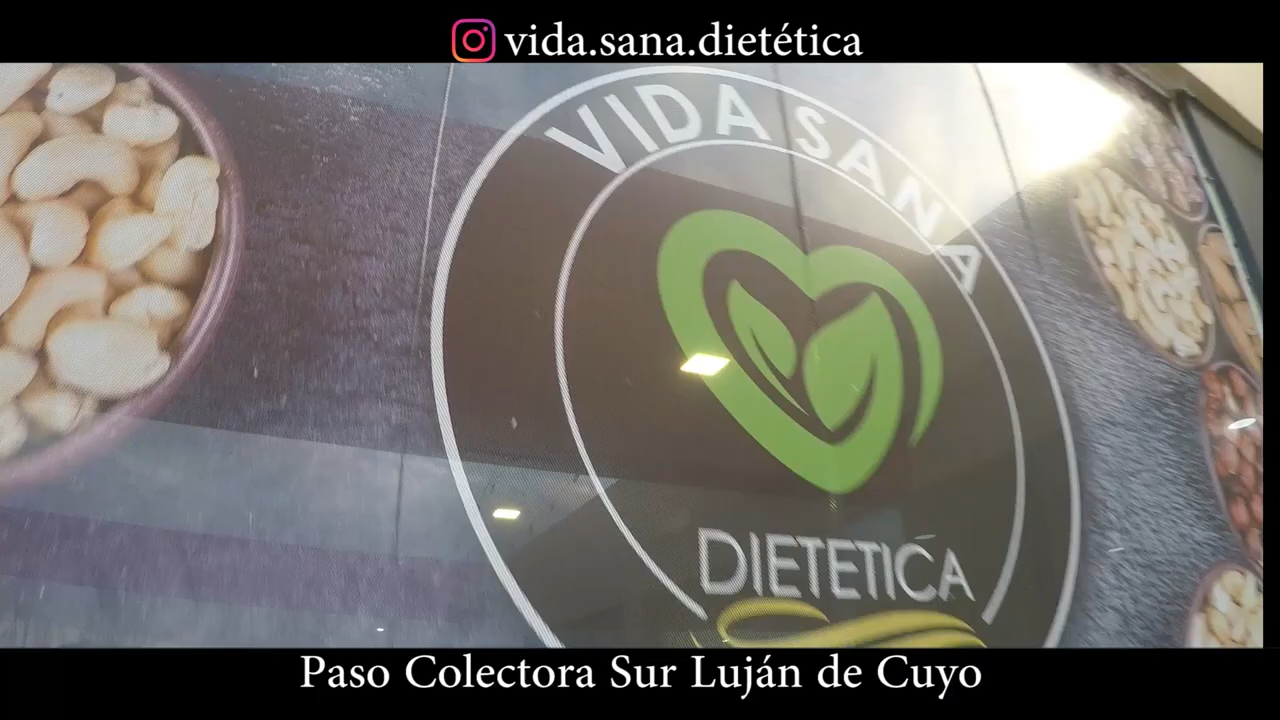 vida.sana.dietética
VIDA SANA
DIETETICA
Paso Colectora Sur Luján de Cuyo